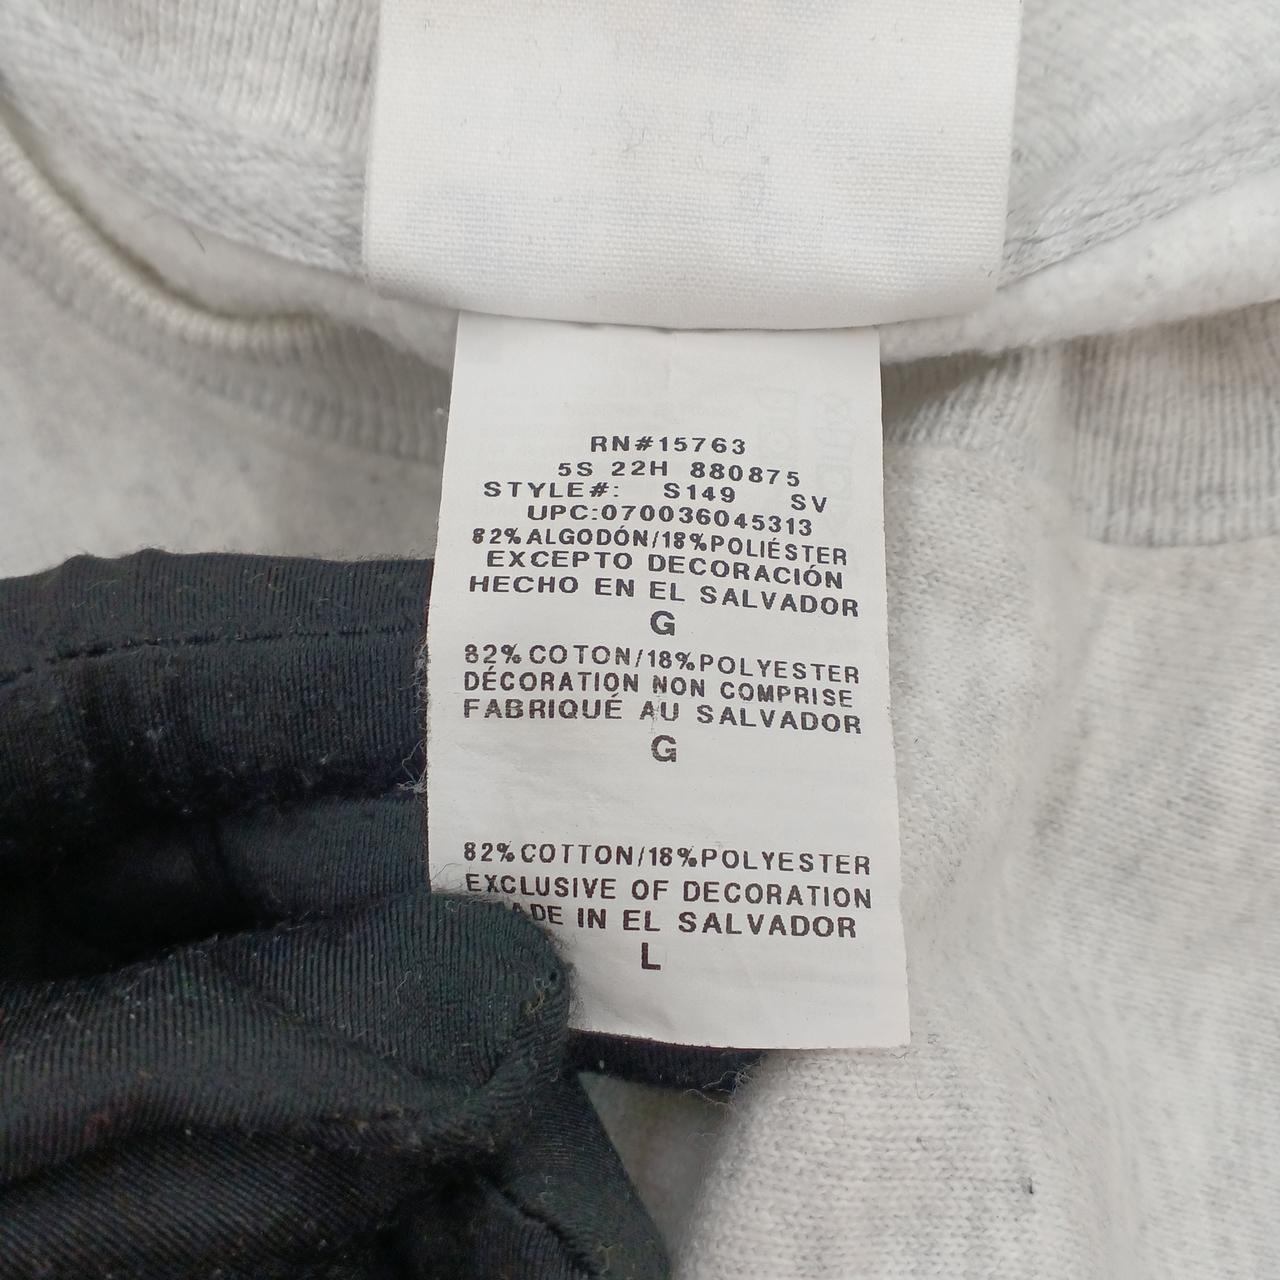 RN#15763
5S 22H 880875
STYLE#: S149 SV
UPC:070036045313
82%ALGODÓN/18%POLIÉSTER
EXCEPTO DECORACIÓN
HECHO EN EL SALVADOR
G
82%COTON/18%POLYESTER
DÉCORATION NON COMPRISE
FABRIQUÉ AU SALVADOR
G
82%COTTON/18%POLYESTER
EXCLUSIVE OF DECORATION
ADE IN EL SALVADOR
L